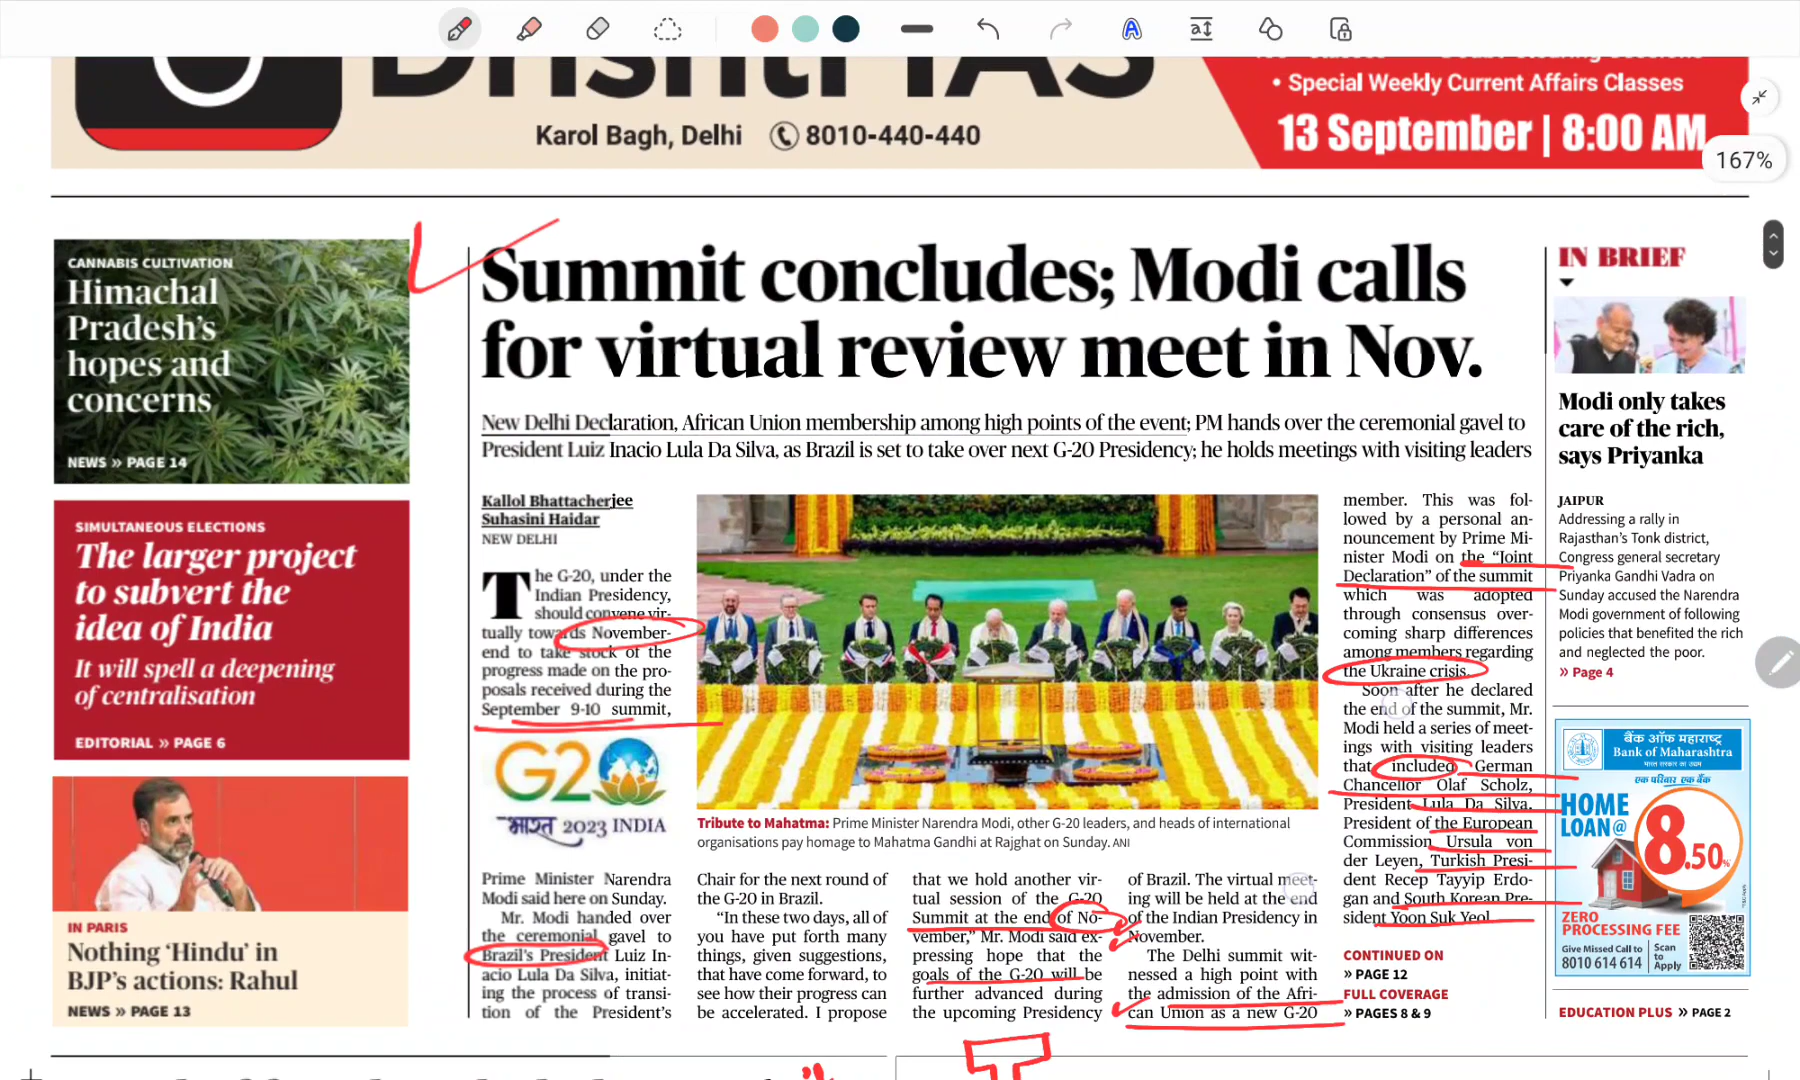 Drishti IAS
• Special Weekly Current Affairs Classes
Karol Bagh, Delhi 8010-440-440
13 September | 8:00 AM
167%
CANNABIS CULTIVATION
Himachal
Pradesh's
hopes and
concerns
NEWS » PAGE 14
SIMULTANEOUS ELECTIONS
The larger project
to subvert the
idea of India
It will spell a deepening
of centralisation
EDITORIAL » PAGE 6
IN PARIS
Nothing ‘Hindu’ in
BJP’s actions: Rahul
NEWS » PAGE 13
Summit concludes; Modi calls
for virtual review meet in Nov.
New Delhi Declaration, African Union membership among high points of the event; PM hands over the ceremonial gavel to
President Luiz Inacio Lula Da Silva, as Brazil is set to take over next G-20 Presidency; he holds meetings with visiting leaders
Kallol Bhattacherjee
Suhasini Haidar
NEW DELHI
The G-20, under the
Indian Presidency,
should convene vir-
tually towards November-
end to take stock of the
progress made on the pro-
posals received during the
September 9-10 summit,
G20
भारत 2023 INDIA
Prime Minister Narendra
Modi said here on Sunday.
Mr. Modi handed over
the ceremonial gavel to
Brazil's President Luiz In-
acio Lula Da Silva, initiat-
ing the process of transi-
tion of the President's
Tribute to Mahatma: Prime Minister Narendra Modi, other G-20 leaders, and heads of international
organisations pay homage to Mahatma Gandhi at Rajghat on Sunday. ANI
Chair for the next round of
the G-20 in Brazil.
“In these two days, all of
you have put forth many
things, given suggestions,
that have come forward, to
see how their progress can
be accelerated. I propose
that we hold another vir-
tual session of the G-20
Summit at the end of No-
vember,” Mr. Modi said ex-
pressing hope that the
goals of the G-20 will be
further advanced during
the upcoming Presidency
of Brazil. The virtual meet-
ing will be held at the end
of the Indian Presidency in
November.
The Delhi summit wit-
nessed a high point with
the admission of the Afri-
can Union as a new G-20
member. This was fol-
lowed by a personal an-
nouncement by Prime Mi-
nister Modi on the “Joint
Declaration” of the summit
which was adopted
through consensus over-
coming sharp differences
among members regarding
the Ukraine crisis.
Soon after he declared
the end of the summit, Mr.
Modi held a series of meet-
ings with visiting leaders
that included German
Chancellor Olaf Scholz,
President Lula Da Silva,
President of the European
Commission Ursula von
der Leyen, Turkish Presi-
dent Recep Tayyip Erdo-
gan and South Korean Pre-
sident Yoon Suk Yeol.
CONTINUED ON
» PAGE 12
FULL COVERAGE
» PAGES 8 & 9
IN BRIEF
Modi only takes
care of the rich,
says Priyanka
JAIPUR
Addressing a rally in
Rajasthan's Tonk district,
Congress general secretary
Priyanka Gandhi Vadra on
Sunday accused the Narendra
Modi government of following
policies that benefited the rich
and neglected the poor.
» Page 4
बैंक ऑफ महाराष्ट्र
Bank of Maharashtra
एक परिवार एक बैंक
HOME
LOAN@
8.50%
ZERO
PROCESSING FEE
Give Missed Call to
8010 614 614
Scan
to
Apply
EDUCATION PLUS » PAGE 2